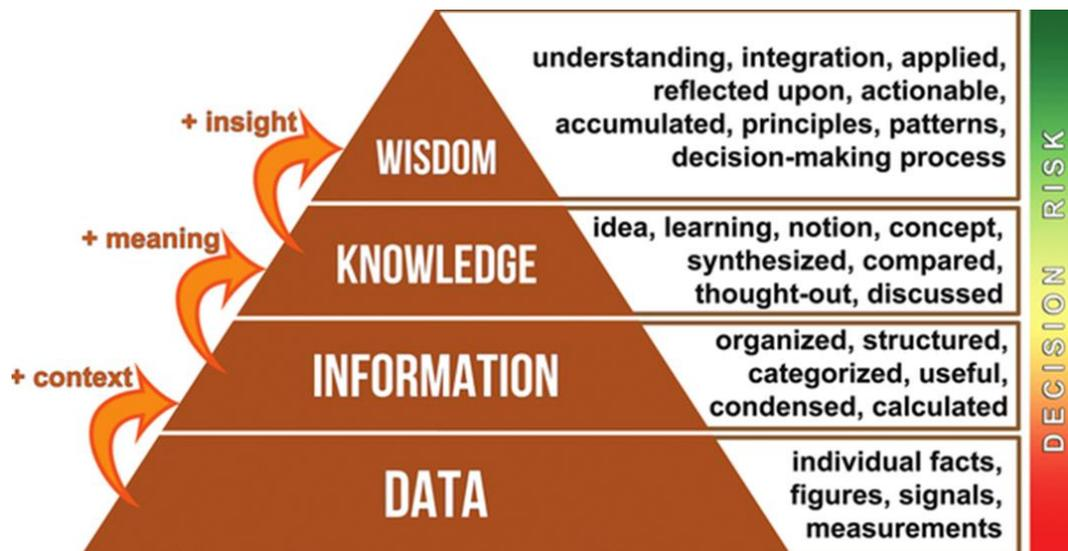 understanding, integration, applied,
reflected upon, actionable,
accumulated, principles, patterns,
decision-making process
+ insight
WISDOM
idea, learning, notion, concept,
synthesized, compared,
thought-out, discussed
+ meaning
KNOWLEDGE
organized, structured,
categorized, useful,
condensed, calculated
+ context
INFORMATION
individual facts,
figures, signals,
measurements
DATA
DECISION RISK